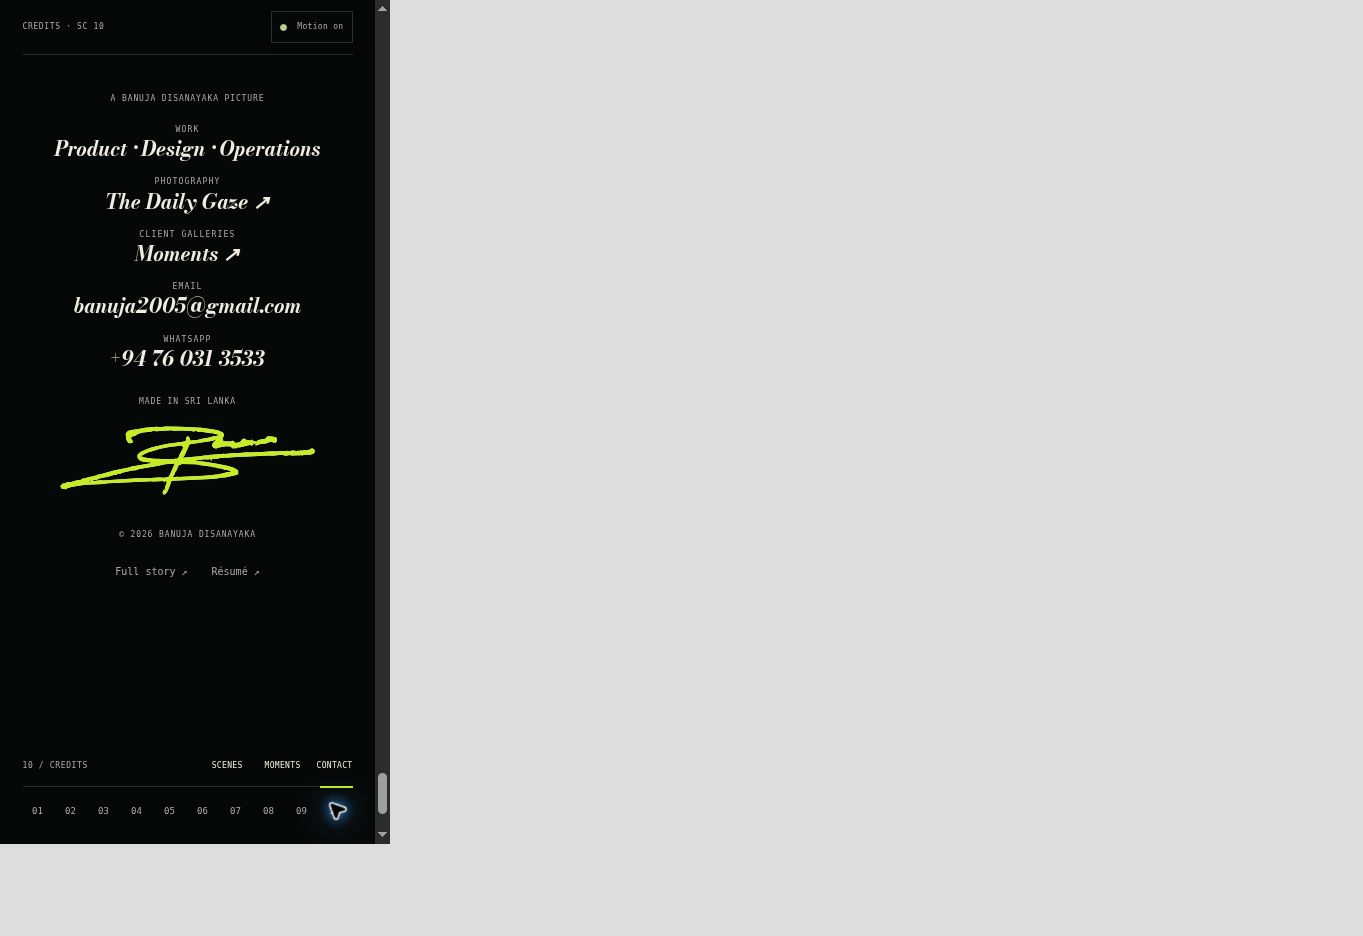 CREDITS · SC 10
Motion on
A BANUJA DISANAYAKA PICTURE
WORK
Product · Design · Operations
PHOTOGRAPHY
The Daily Gaze ↗
CLIENT GALLERIES
Moments ↗
EMAIL
banuja2005@gmail.com
WHATSAPP
+94 76 031 3533
MADE IN SRI LANKA
© 2026 BANUJA DISANAYAKA
Full story ↗ Résumé ↗
10 / CREDITS SCENES MOMENTS CONTACT
01 02 03 04 05 06 07 08 09